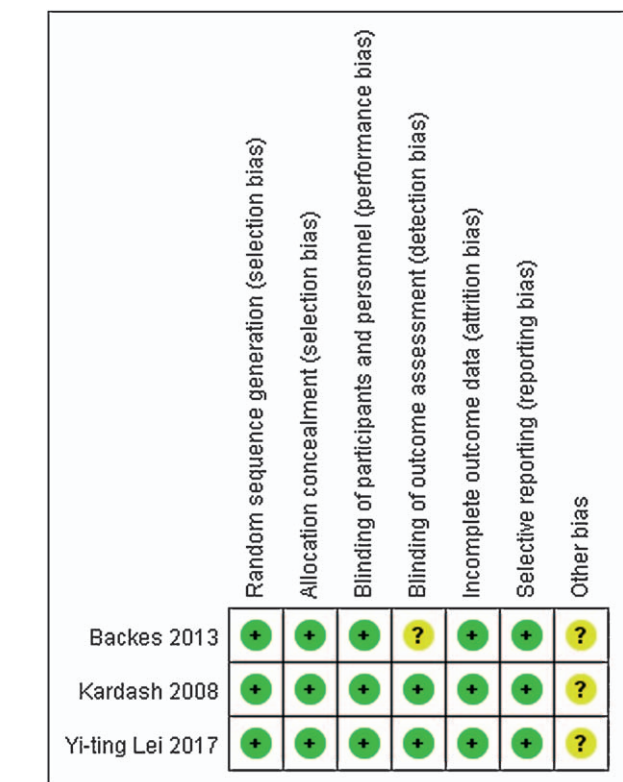 Random sequence generation (selection bias)
Allocation concealment (selection bias)
Blinding of participants and personnel (performance bias)
Blinding of outcome assessment (detection bias)
Incomplete outcome data (attrition bias)
Selective reporting (reporting bias)
Other bias
Backes 2013 + + + ? + + ?
Kardash 2008 + + + + + + ?
Yi-ting Lei 2017 + + + + + + ?